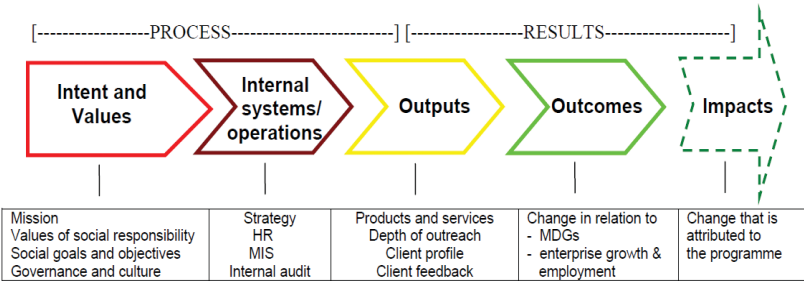 [---------------PROCESS----------------------] [---------------RESULTS-----------------]
Intent and
Values
Internal
systems/
operations
Outputs
Outcomes
Impacts
Mission
Values of social responsibility
Social goals and objectives
Governance and culture
Strategy
HR
MIS
Internal audit
Products and services
Depth of outreach
Client profile
Client feedback
Change in relation to
- MDGs
- enterprise growth &
employment
Change that is
attributed to
the programme